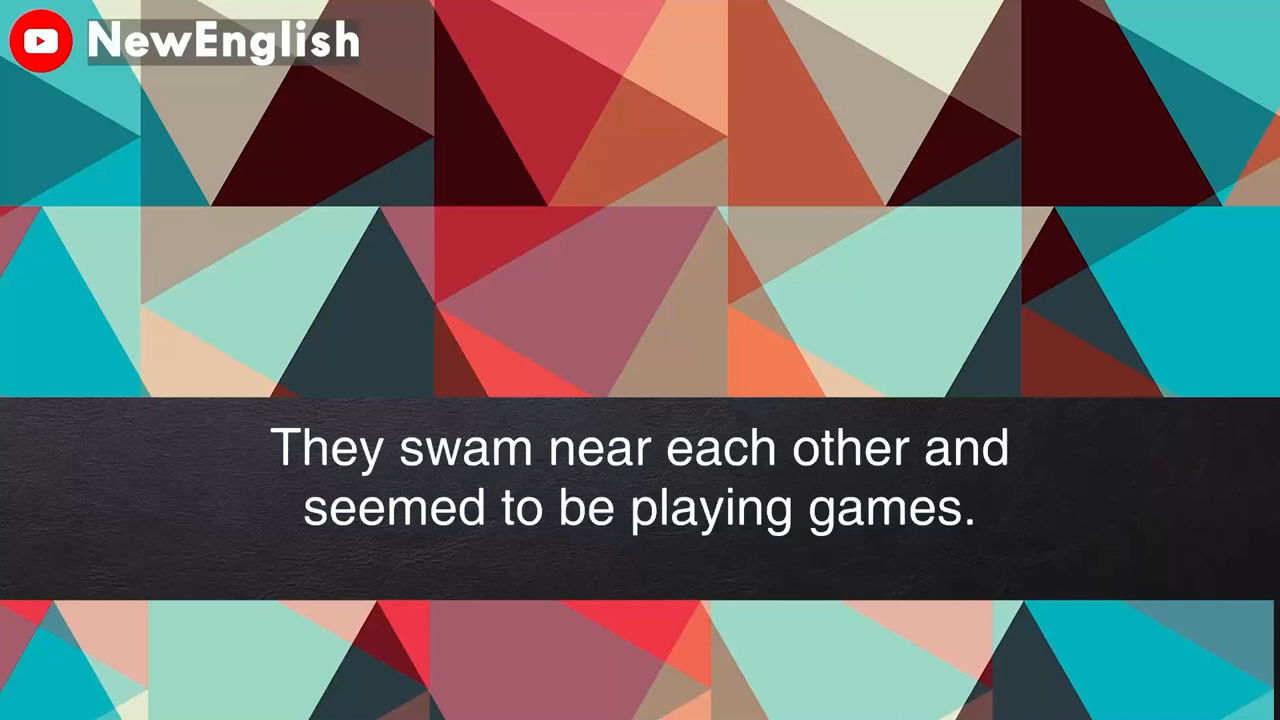 NewEnglish
They swam near each other and
seemed to be playing games.